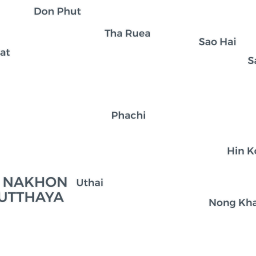 Don Phut
Tha Ruea
Sao Hai
at
Sa
Phachi
Hin Ko
NAKHON
UTTHAYA
Uthai
Nong Kha